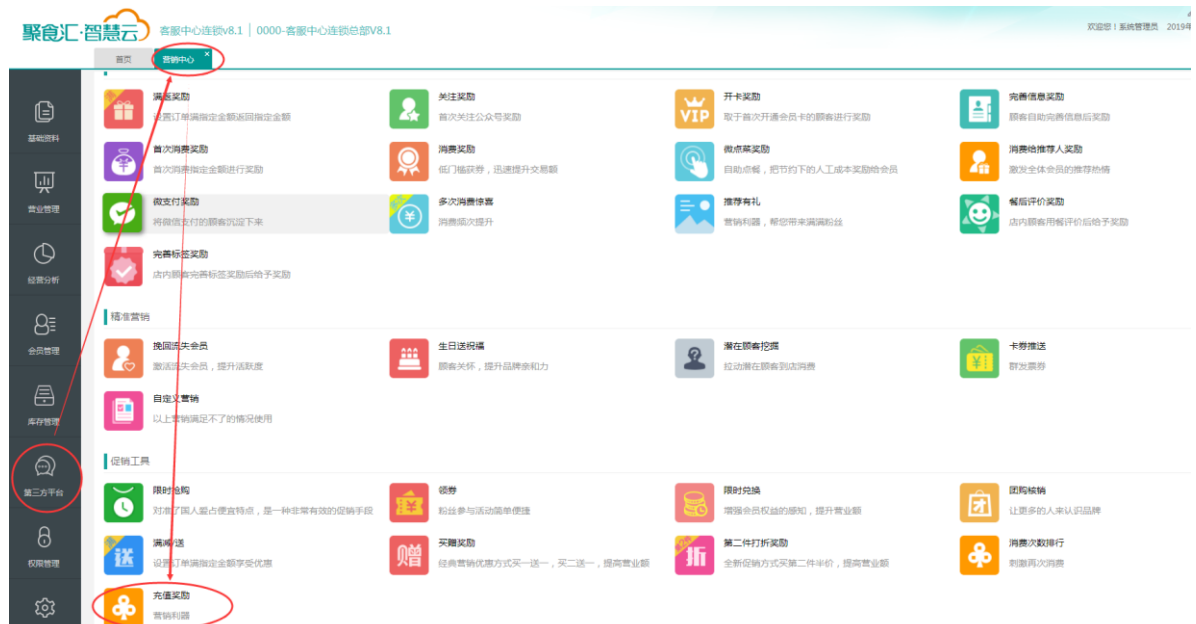 聚食汇·智慧云 客服中心连锁v8.1 | 0000-客服中心连锁总部V8.1
欢迎您！系统管理员 2019年
首页 营销中心 ×
基础资料
营业管理
经营分析
会员管理
库存管理
第三方平台
权限管理
满返奖励
设置订单满指定金额返回指定金额
关注奖励
首次关注公众号奖励
开卡奖励
取于首次开通会员卡的顾客进行奖励
完善信息奖励
顾客自助完善信息后奖励
首次消费奖励
首次消费指定金额进行奖励
消费奖励
低门槛获券，迅速提升交易额
微点菜奖励
自助点餐，把节约下的人工成本奖励给会员
消费给推荐人奖励
激发全体会员的推荐热情
微支付奖励
将微信支付的顾客沉淀下来
多次消费惊喜
消费频次提升
推荐有礼
营销利器，帮您带来满满粉丝
餐后评价奖励
店内顾客用餐评价后给予奖励
完善标签奖励
店内顾客完善标签奖励后给予奖励
精准营销
挽回流失会员
激活流失会员，提升活跃度
生日送祝福
顾客关怀，提升品牌亲和力
潜在顾客挖掘
拉动潜在顾客到店消费
卡券推送
群发票券
自定义营销
以上营销满足不了的情况使用
促销工具
限时抢购
对准了国人爱占便宜特点，是一种非常有效的促销手段
领券
粉丝参与活动简单便捷
限时兑换
增强会员权益的感知，提升营业额
团购核销
让更多的人来认识品牌
满减/送
设置订单满指定金额享受优惠
买赠奖励
经典营销优惠方式买一送一，买二送一，提高营业额
第二件打折奖励
全新促销方式买第二件半价，提高营业额
消费次数排行
刺激再次消费
充值奖励
营销利器
VIP
送
赠
折
团